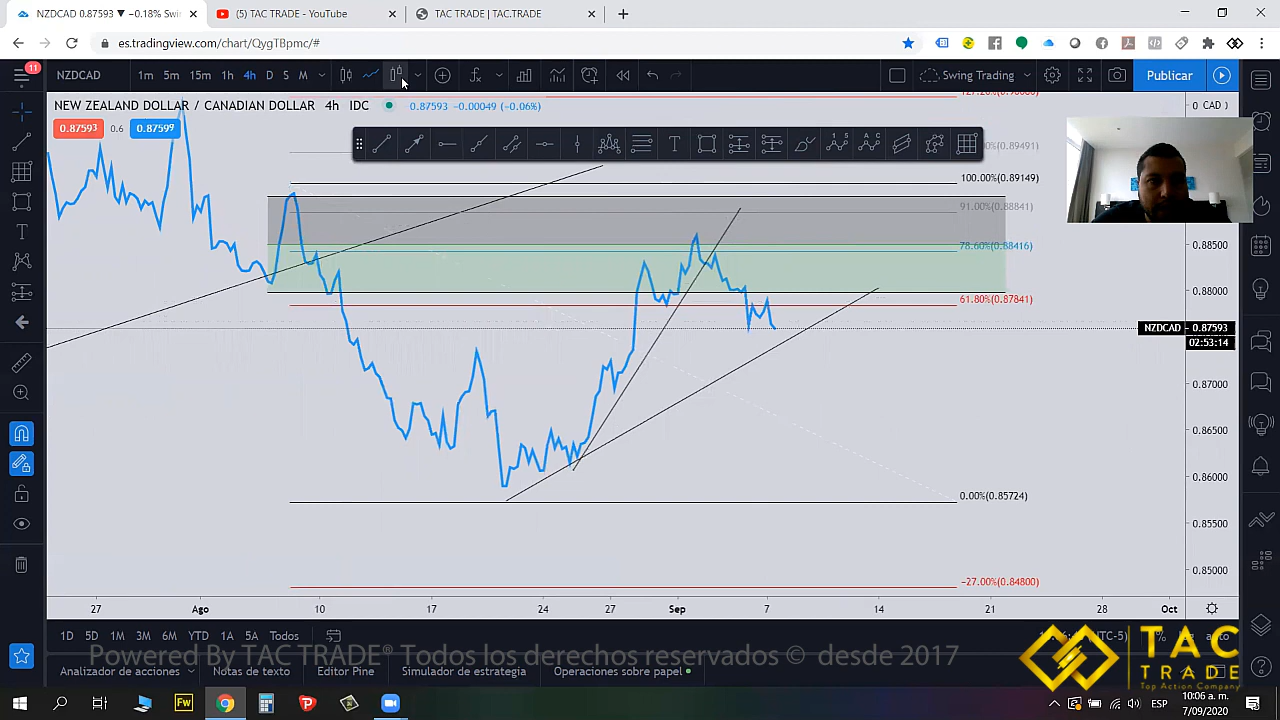 NZDCAD 0.87593 ▼ −0.18% Swi
(5) TAC TRADE - YouTube
TAC TRADE | TAC.TRADE
es.tradingview.com/chart/QygTBpmc/#
11
NZDCAD
1m 5m 15m 1h 4h D S M
Swing Trading
Publicar
NEW ZEALAND DOLLAR / CANADIAN DOLLAR 4h IDC
0.87593 −0.00049 (−0.06%)
0.87593 0.6 0.87599
0 CAD )
100.00%(0.89149)
91.00%(0.88841)
78.60%(0.88416)
0.88500
0.88000
61.80%(0.87841)
NZDCAD 0.87593
02:53:14
0.87000
0.86500
0.86000
0.00%(0.85724)
0.85500
0.85000
−27.00%(0.84800)
27 Ago 10 17 24 27 Sep 7 14 21 28 Oct
1D 5D 1M 3M 6M YTD 1A 5A Todos
Powered By TAC TRADE® Todos los derechos reservados © desde 2017
Analizador de acciones Notas de texto Editor Pine Simulador de estrategia Operaciones sobre papel
TAC
TRADE
Top Action Company
Fw
ESP
10:06 a. m.
7/09/2020